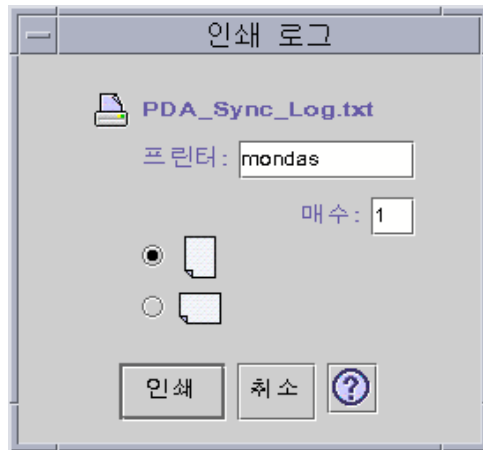 인쇄 로그
PDA_Sync_Log.txt
프린터: mondas
매수: 1
인쇄 취소 ?